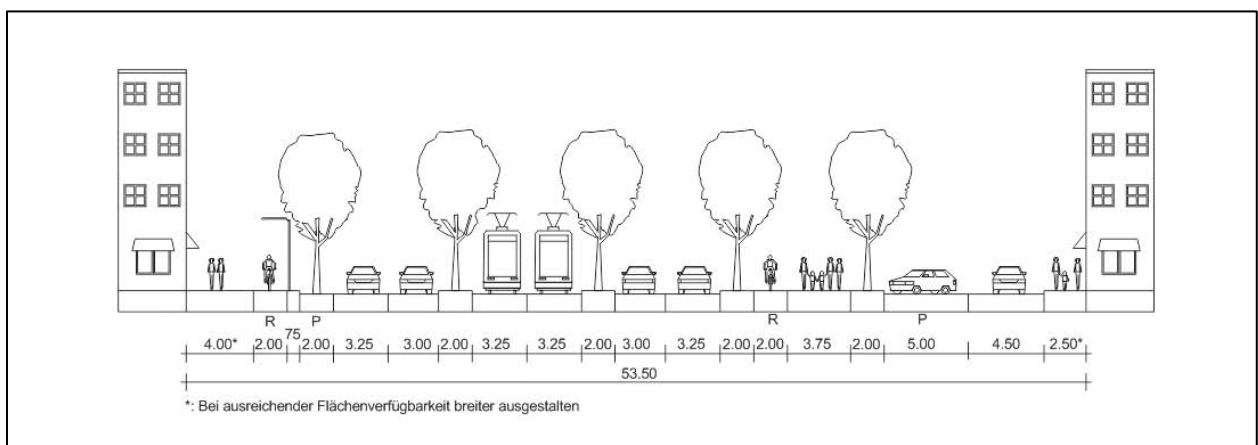 R P R P
75
4.00* 2.00 2.00 3.25 3.00 2.00 3.25 3.25 2.00 3.00 3.25 2.00 2.00 3.75 2.00 5.00 4.50 2.50*
53.50
*: Bei ausreichender Flächenverfügbarkeit breiter ausgestalten